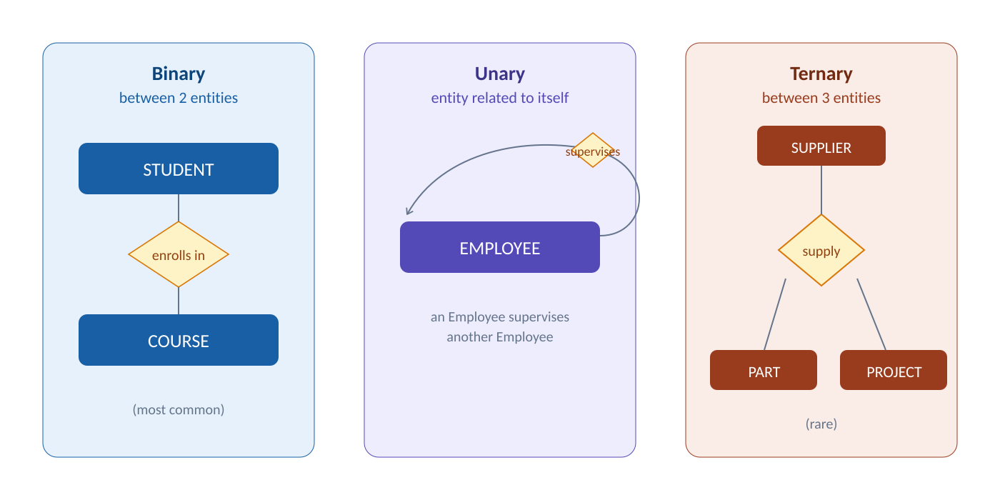 Binary
between 2 entities
STUDENT
enrolls in
COURSE
(most common)
Unary
entity related to itself
supervises
EMPLOYEE
an Employee supervises
another Employee
Ternary
between 3 entities
SUPPLIER
supply
PART
PROJECT
(rare)